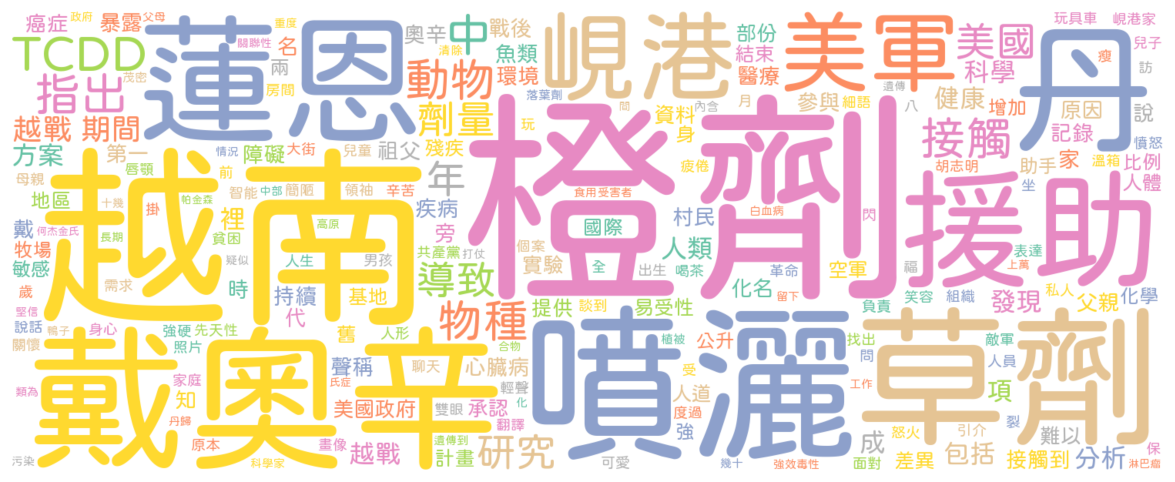 癌症 政府 暴露 父母 重度 名 關聯性 兩 奧辛 中 戰後
TCDD 茂密 蓮恩 清除 房間 動物 魚類 環境 落葉劑 峴港
部份 結束 醫療 美軍 美國 科學 玩具車 峴港家 兒子 瘦 訪 丹
指出 越戰 期間 劑量 玩 間 內含 月 遺傳 參與 細語 八 健康 增加 原因 說
方案 第一 唇顎 情況 障礙 大街 兒童 祖父 殘疾 資料 身 疲倦 接觸 記錄 憤怒
母親 前 智能 中部 簡陋 領袖 辛苦 年 橙劑 胡志明 助手 家 溫箱 比例 人體 坐
地區 十幾 掛 帕金森 越南 高原 疾病 食用受害者 白血病 閃 援助
戴 何杰金氏 長期 裡 貧困 旁 國際 村民
牧場 敏感 疑似 人生 男孩 共產黨 打仗 個案 實驗 全 人類 喝茶 空軍 表達 上萬
歲 需求 時 持續 基地 導致 出生 革命 福 私人
堅信 代 物種 提供 談到 易受性 化名 留下 負責 笑容 組織 發現 父親 化學
說話 鴨子 身心 強硬 先天性 人形 舊
關懷 照片 合物 植被 公升 找出 敵軍
戴奧辛 聲稱 聊天 心臟病 噴灑 問 人員 草劑
類為 家庭 知 氏症 輕聲 受 人道 工作 項
美國政府 雙眼 承認 化 度過 裂
丹歸 翻譯 強 怒火 引介 難以
原本 畫像 遺傳到 成 保
污染 科學家 越戰 計畫 研究 可愛 幾十 強效毒性 面對 差異 包括 接觸到 分析 淋巴瘤